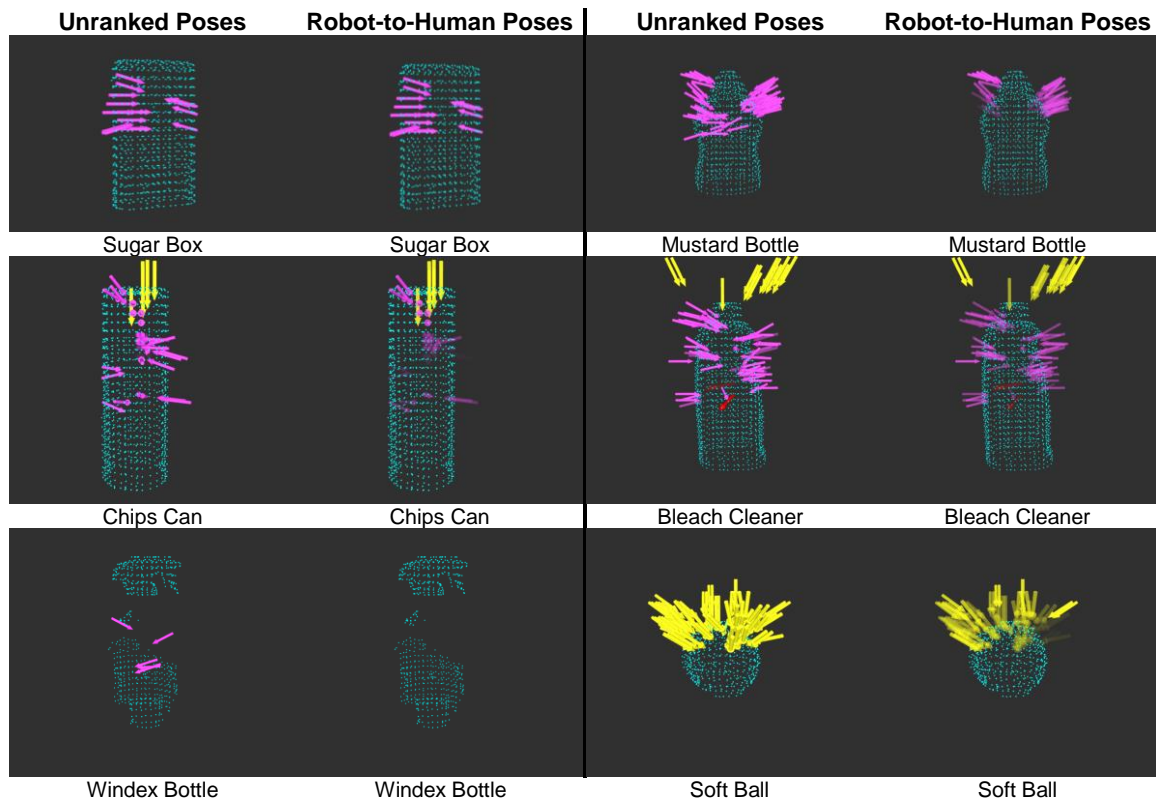 Unranked Poses Robot-to-Human Poses Unranked Poses Robot-to-Human Poses
Sugar Box Sugar Box Mustard Bottle Mustard Bottle
Chips Can Chips Can Bleach Cleaner Bleach Cleaner
Windex Bottle Windex Bottle Soft Ball Soft Ball